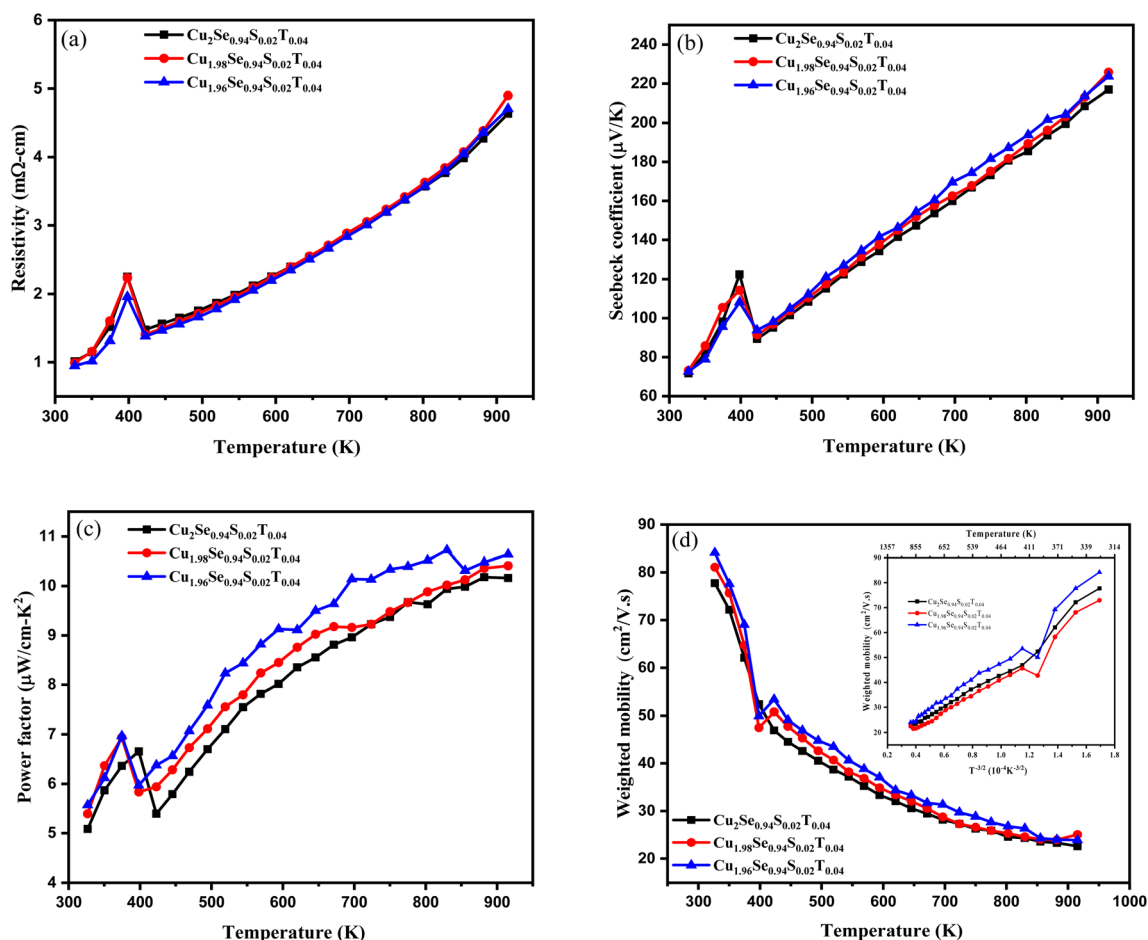 (a)
Cu2Se0.94S0.02T0.04
Cu1.98Se0.94S0.02T0.04
Cu1.96Se0.94S0.02T0.04
Resistivity (mΩ-cm)
6
5
4
3
2
1
300 400 500 600 700 800 900
Temperature (K)
(b)
Cu2Se0.94S0.02T0.04
Cu1.98Se0.94S0.02T0.04
Cu1.96Se0.94S0.02T0.04
Seebeck coefficient (μV/K)
240
220
200
180
160
140
120
100
80
60
300 400 500 600 700 800 900
Temperature (K)
(c)
Cu2Se0.94S0.02T0.04
Cu1.98Se0.94S0.02T0.04
Cu1.96Se0.94S0.02T0.04
Power factor (μW/cm-K²)
11
10
9
8
7
6
5
4
300 400 500 600 700 800 900
Temperature (K)
(d)
Weighted mobility (cm²/V.s)
90
80
70
60
50
40
30
20
Temperature (K)
1357 855 652 539 464 411 371 339 314
Weighted mobility (cm²/V.s)
90
80
70
60
50
40
30
20
Cu2Se0.94S0.02T0.04
Cu1.98Se0.94S0.02T0.04
Cu1.96Se0.94S0.02T0.04
0.2 0.4 0.6 0.8 1.0 1.2 1.4 1.6 1.8
T⁻³/² (10⁻⁴K⁻³/²)
Cu2Se0.94S0.02T0.04
Cu1.98Se0.94S0.02T0.04
Cu1.96Se0.94S0.02T0.04
300 400 500 600 700 800 900 1000
Temperature (K)